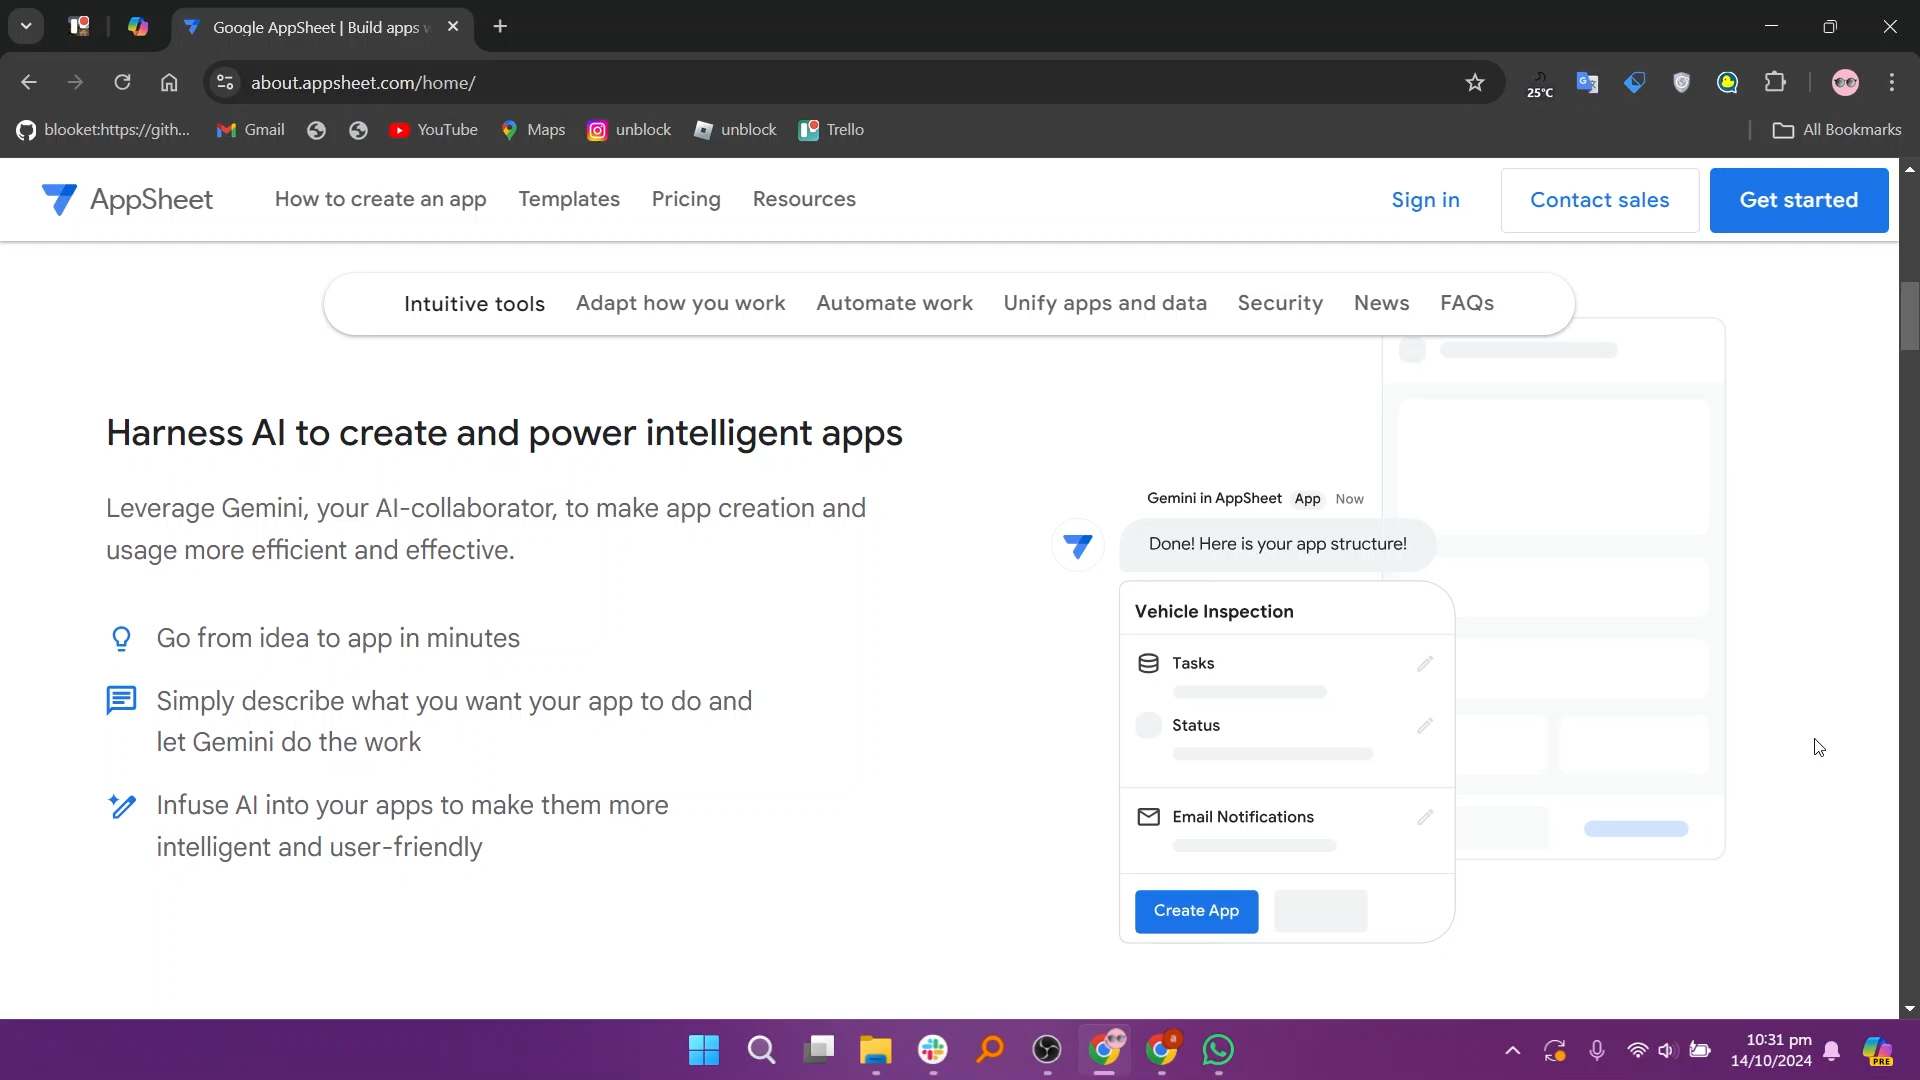 Google AppSheet | Build apps w
about.appsheet.com/home/
25°C
blooket:https://gith...
Gmail
YouTube
Maps
unblock
unblock
Trello
All Bookmarks
AppSheet
How to create an app
Templates
Pricing
Resources
Sign in
Contact sales
Get started
Intuitive tools
Adapt how you work
Automate work
Unify apps and data
Security
News
FAQs
Harness AI to create and power intelligent apps
Leverage Gemini, your AI-collaborator, to make app creation and
usage more efficient and effective.
Go from idea to app in minutes
Simply describe what you want your app to do and
let Gemini do the work
Infuse AI into your apps to make them more
intelligent and user-friendly
Gemini in AppSheet App Now
Done! Here is your app structure!
Vehicle Inspection
Tasks
Status
Email Notifications
Create App
10:31 pm
14/10/2024
PRE